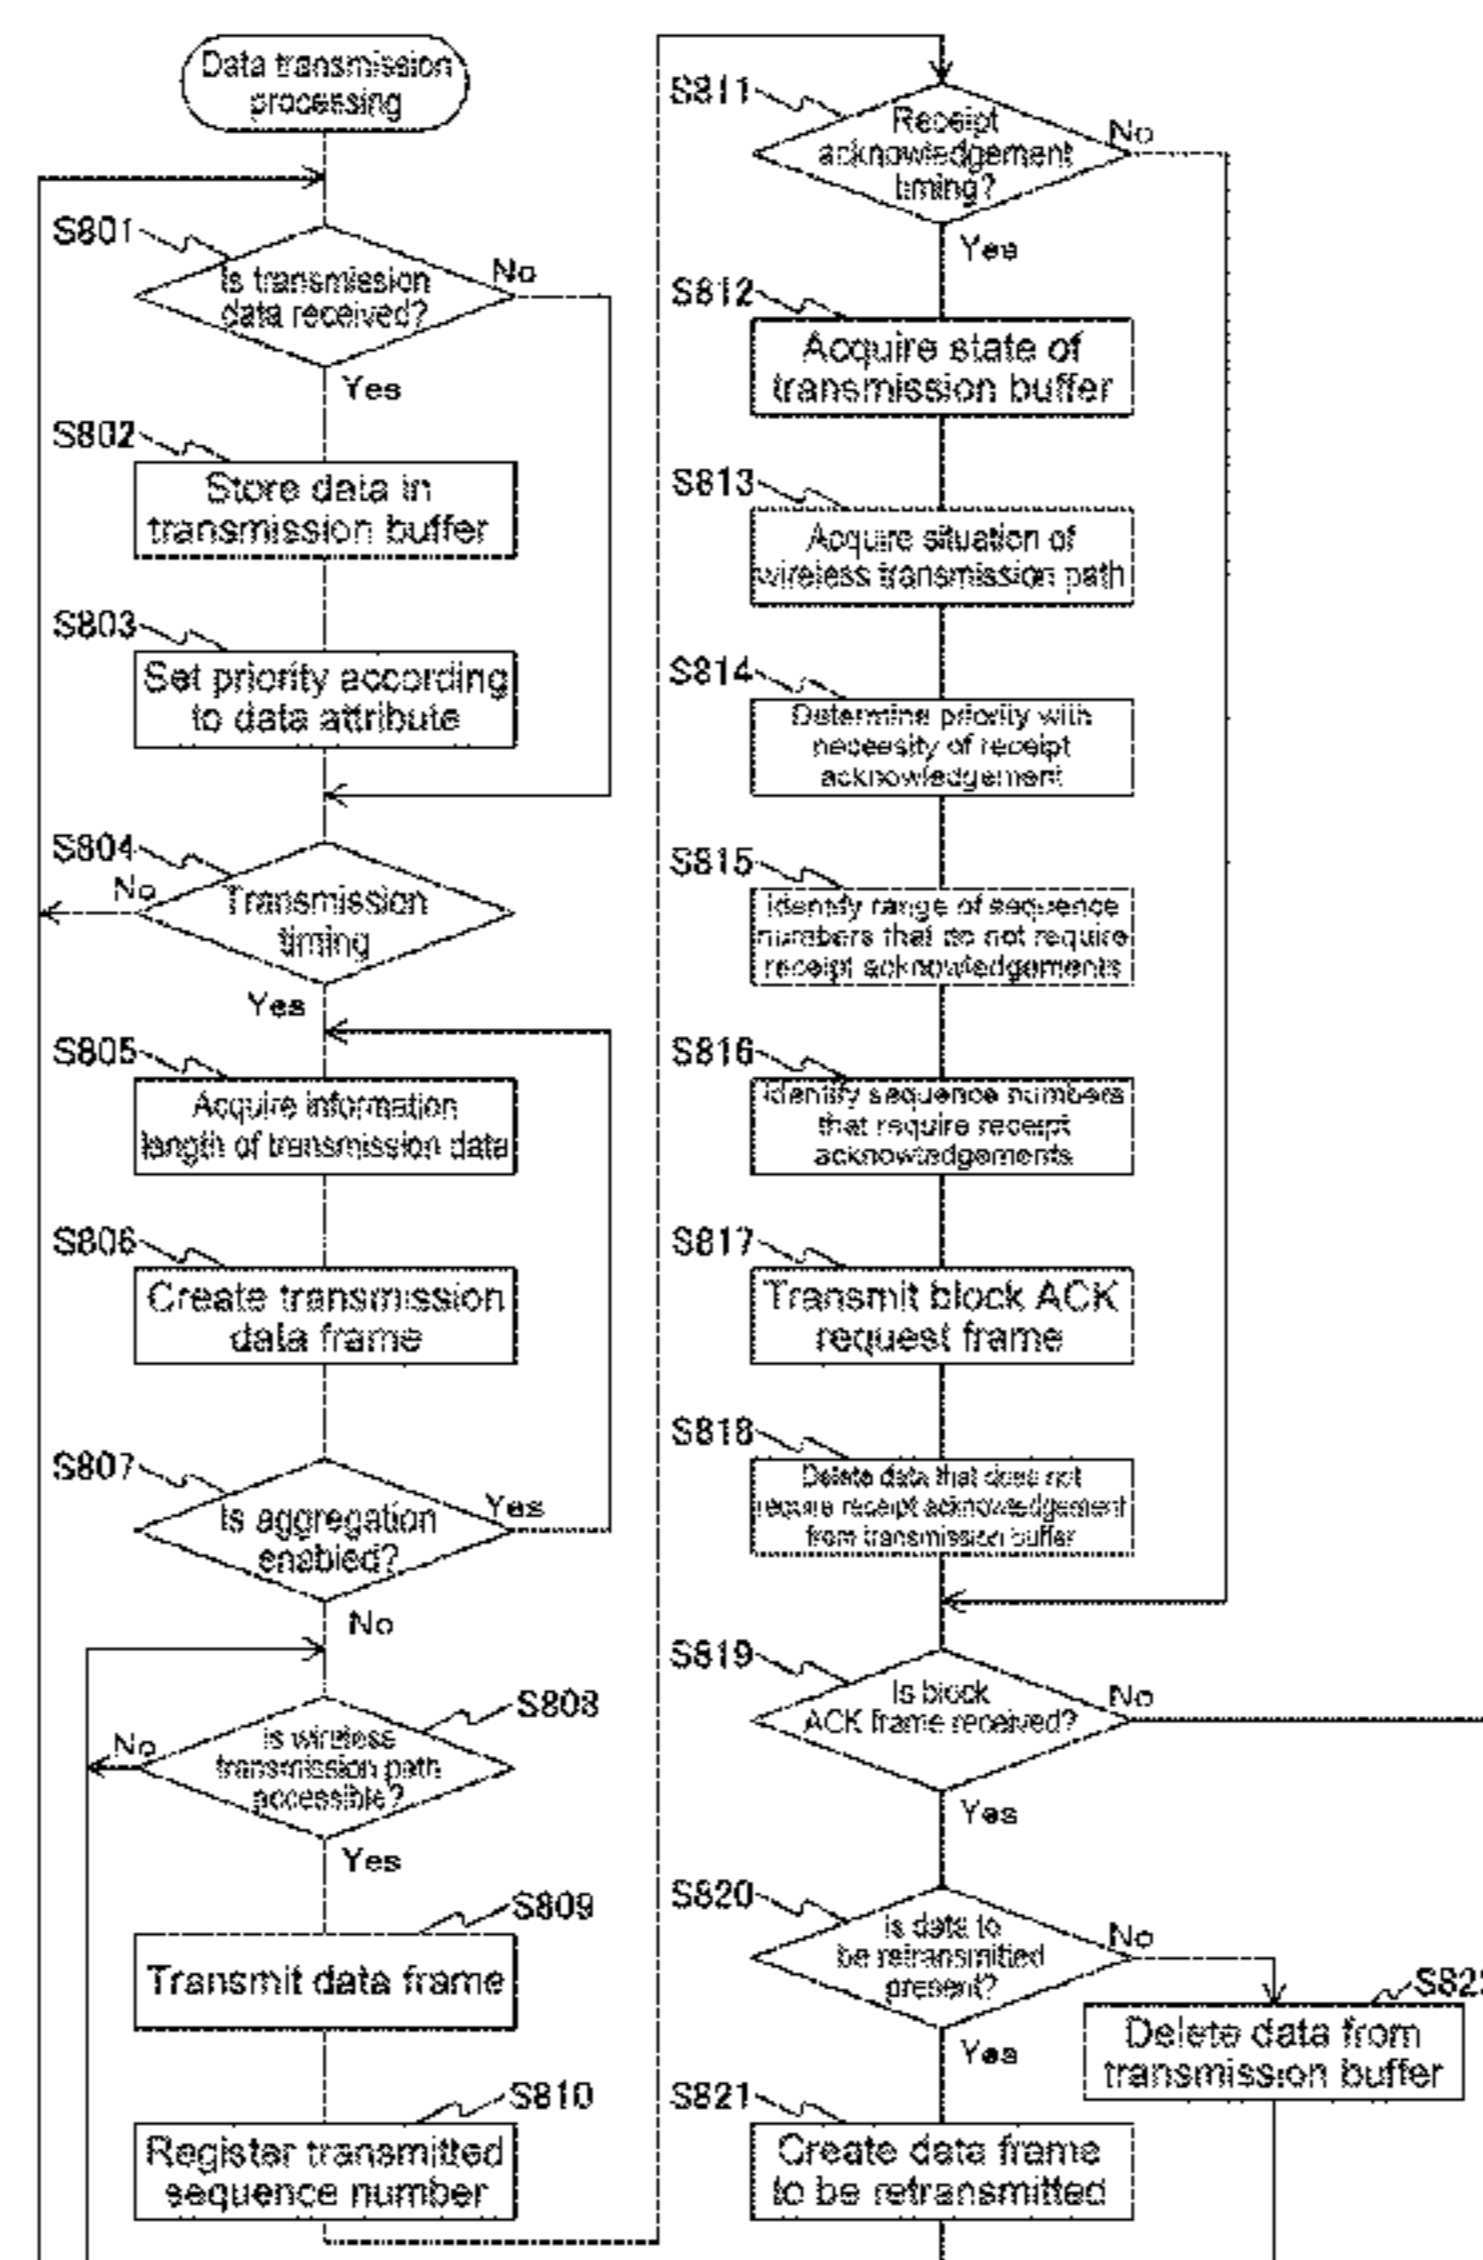 Data transmission
processing
S801
Is transmission
data received?
No
Yes
S802
Store data in
transmission buffer
S803
Set priority according
to data attribute
S804
No
Transmission
timing
Yes
S805
Acquire information
length of transmission data
S806
Create transmission
data frame
S807
Is aggregation
enabled?
Yes
No
S808
No
Is wireless
transmission path
accessible?
Yes
S809
Transmit data frame
S810
Register transmitted
sequence number
S811
Receipt
acknowledgement
timing?
No
Yes
S812
Acquire state of
transmission buffer
S813
Acquire situation of
wireless transmission path
S814
Determine priority with
necesity of receipt
acknowledgement
S815
Identify range of sequence
numbers that do not require
receipt acknowledgements
S816
Identify sequence numbers
that require receipt
acknowledgements
S817
Transmit block ACK
request frame
S818
Delete data that does not
require receipt acknowledgement
from transmission buffer
S819
Is block
ACK frame received?
No
Yes
S820
Is data to
be retransmitted
present?
No
Yes
S821
Create data frame
to be retransmitted
Delete data from
transmission buffer